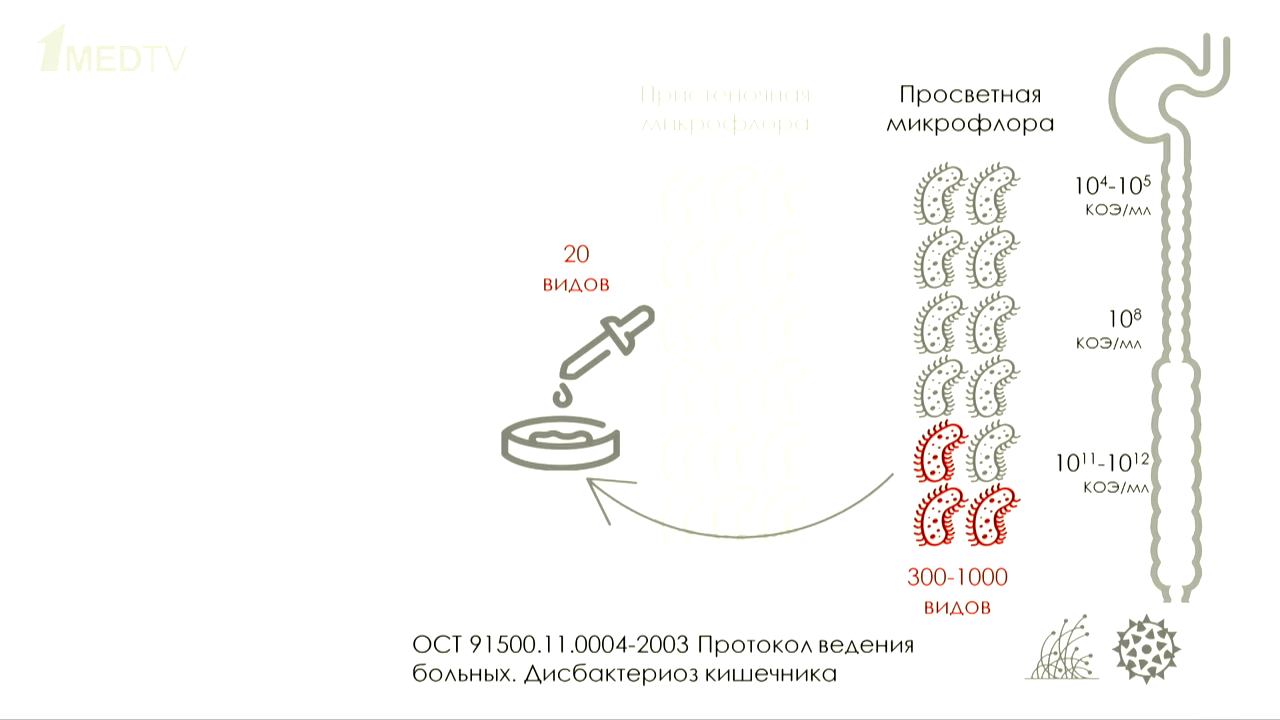 1MEDTV
Пристеночная
микрофлора
Просветная
микрофлора
10⁴-10⁵
КОЭ/мл
20
видов
10⁸
КОЭ/мл
10¹¹-10¹²
КОЭ/мл
300-1000
видов
ОСТ 91500.11.0004-2003 Протокол ведения
больных. Дисбактериоз кишечника